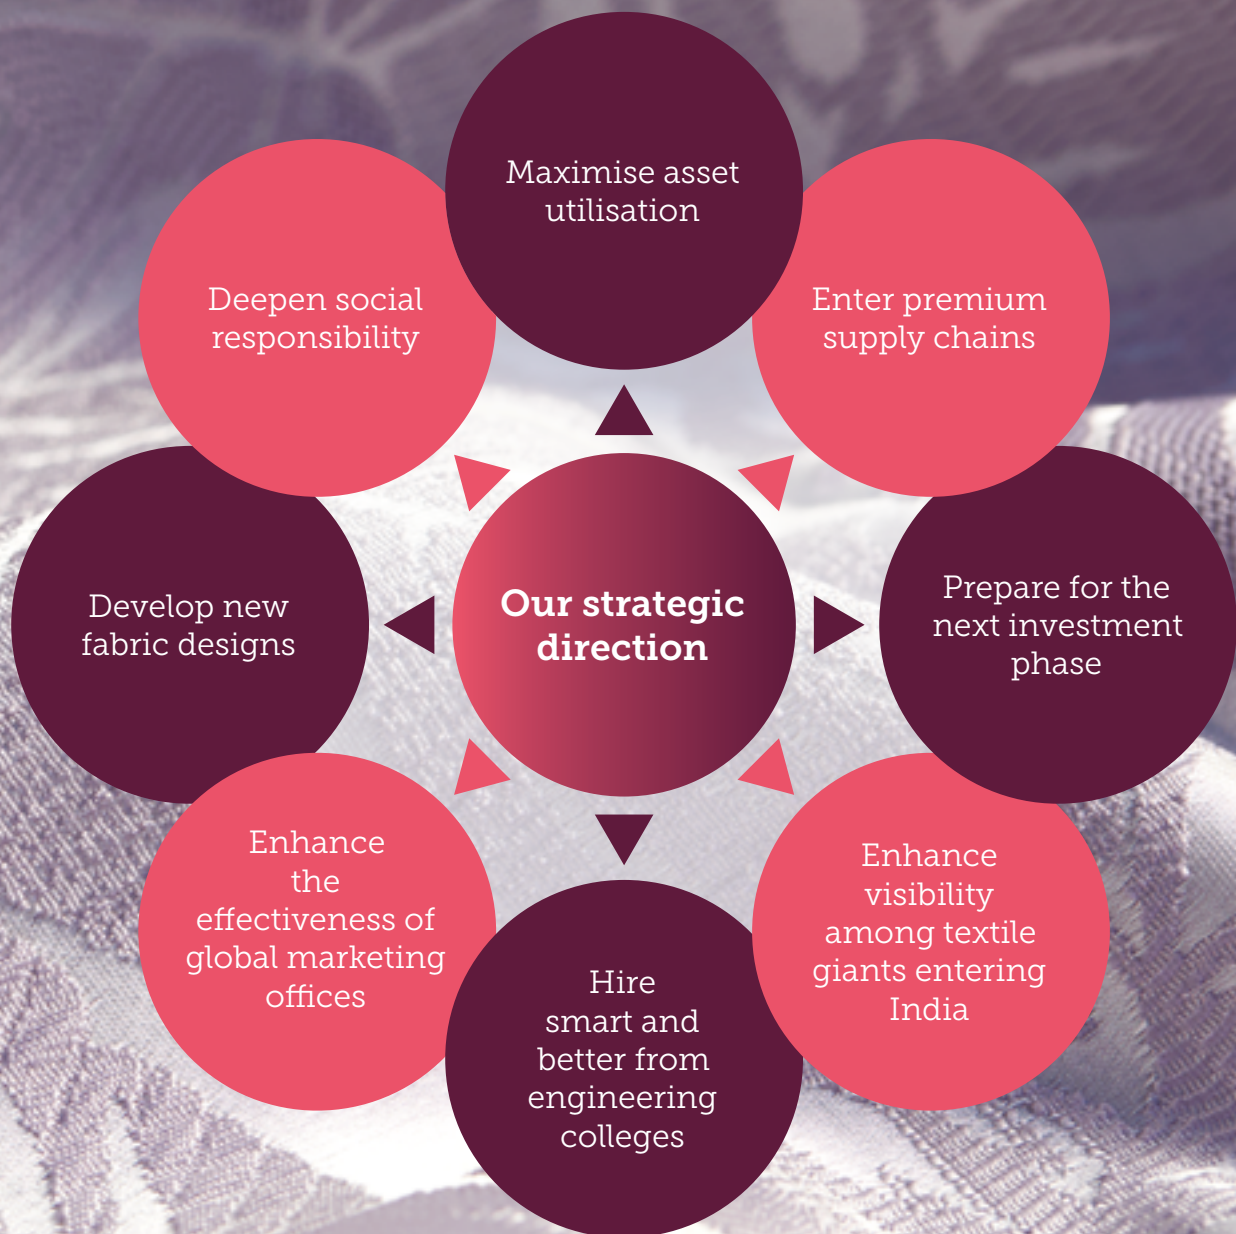 Maximise asset
utilisation
Deepen social
responsibility
Enter premium
supply chains
Develop new
fabric designs
Our strategic
direction
Prepare for the
next investment
phase
Enhance
the
effectiveness of
global marketing
offices
Enhance
visibility
among textile
giants entering
India
Hire
smart and
better from
engineering
colleges